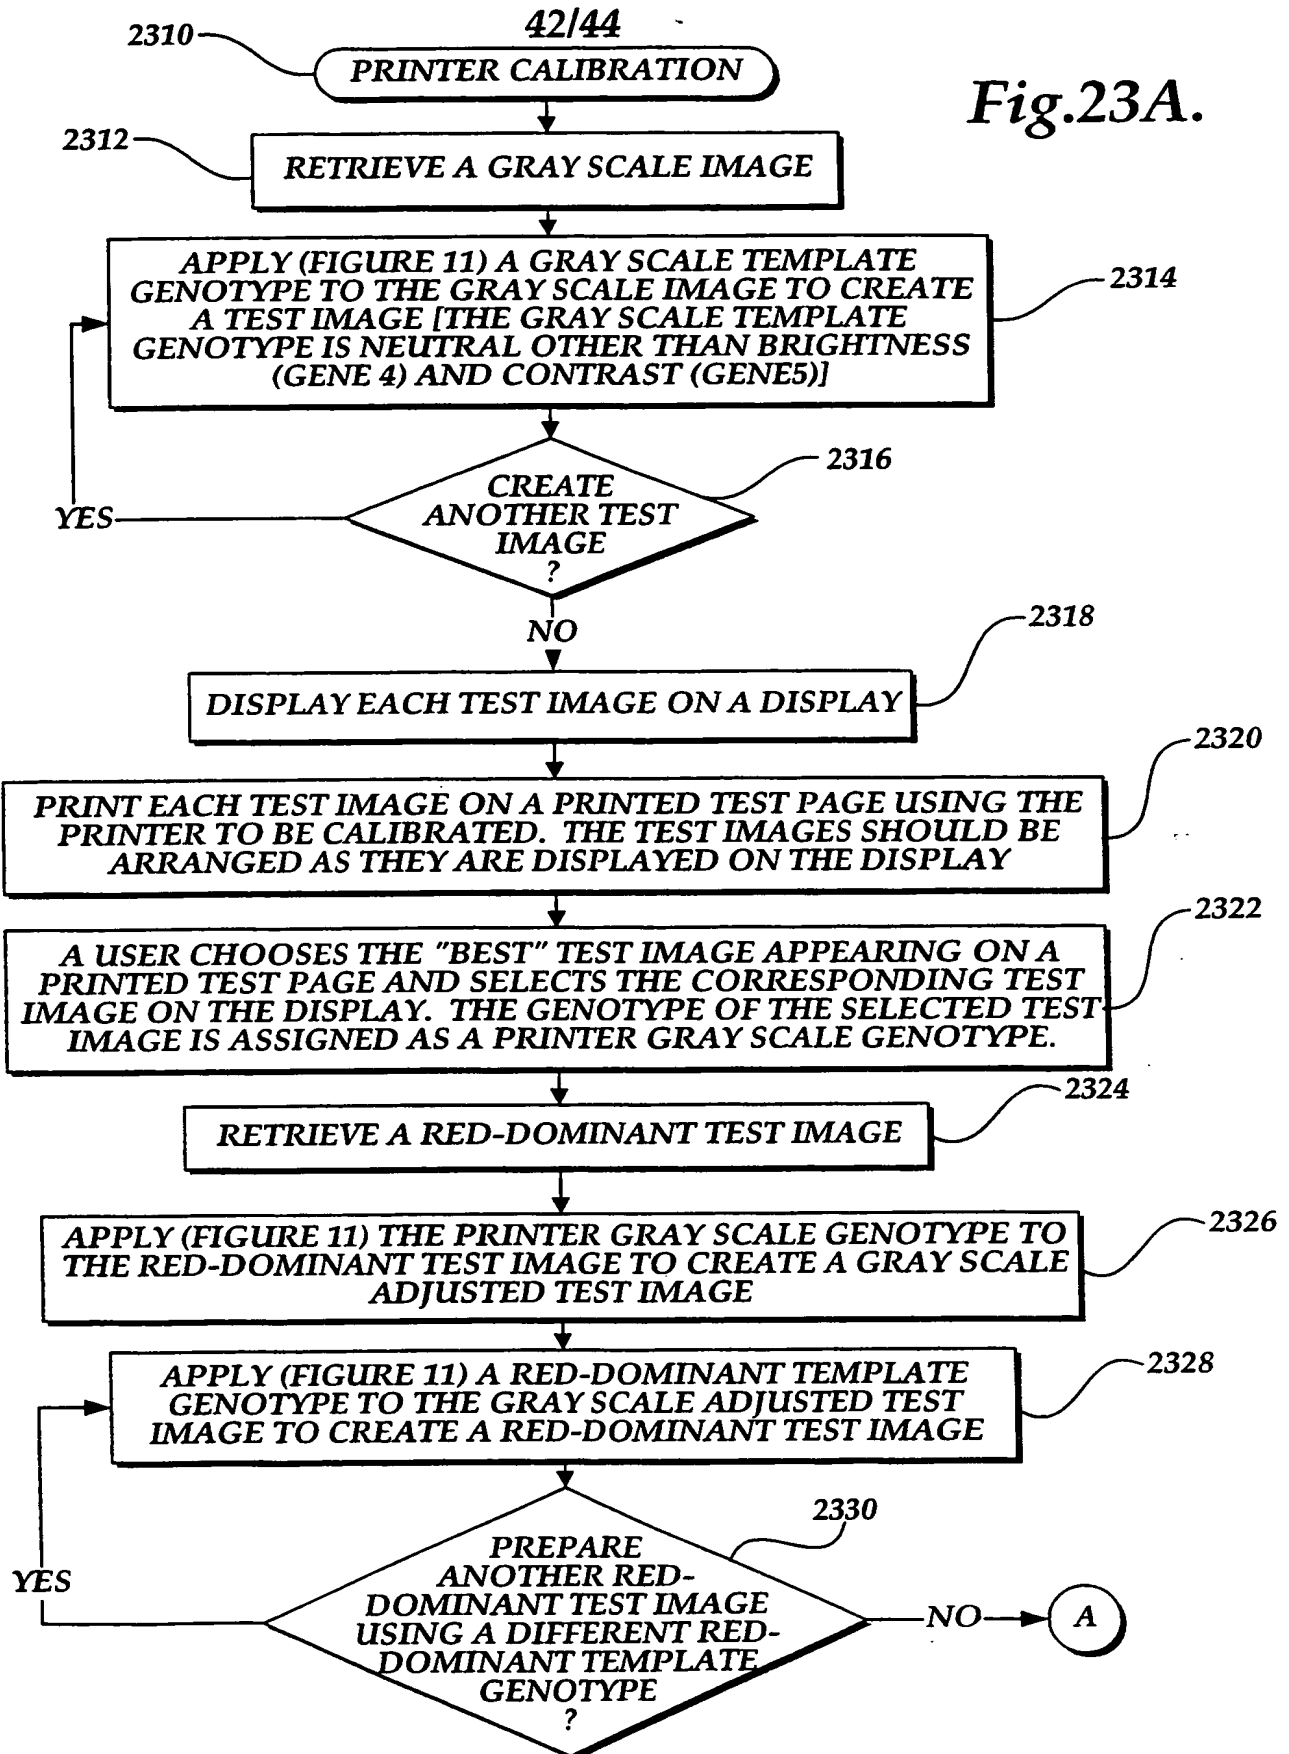 42/44
2310
PRINTER CALIBRATION
Fig.23A.
2312
RETRIEVE A GRAY SCALE IMAGE
APPLY (FIGURE 11) A GRAY SCALE TEMPLATE
GENOTYPE TO THE GRAY SCALE IMAGE TO CREATE
A TEST IMAGE [THE GRAY SCALE TEMPLATE
GENOTYPE IS NEUTRAL OTHER THAN BRIGHTNESS
(GENE 4) AND CONTRAST (GENE5)]
2314
2316
CREATE
ANOTHER TEST
IMAGE
?
YES
NO
2318
DISPLAY EACH TEST IMAGE ON A DISPLAY
2320
PRINT EACH TEST IMAGE ON A PRINTED TEST PAGE USING THE
PRINTER TO BE CALIBRATED. THE TEST IMAGES SHOULD BE
ARRANGED AS THEY ARE DISPLAYED ON THE DISPLAY
2322
A USER CHOOSES THE "BEST" TEST IMAGE APPEARING ON A
PRINTED TEST PAGE AND SELECTS THE CORRESPONDING TEST
IMAGE ON THE DISPLAY. THE GENOTYPE OF THE SELECTED TEST
IMAGE IS ASSIGNED AS A PRINTER GRAY SCALE GENOTYPE.
2324
RETRIEVE A RED-DOMINANT TEST IMAGE
2326
APPLY (FIGURE 11) THE PRINTER GRAY SCALE GENOTYPE TO
THE RED-DOMINANT TEST IMAGE TO CREATE A GRAY SCALE
ADJUSTED TEST IMAGE
2328
APPLY (FIGURE 11) A RED-DOMINANT TEMPLATE
GENOTYPE TO THE GRAY SCALE ADJUSTED TEST
IMAGE TO CREATE A RED-DOMINANT TEST IMAGE
2330
PREPARE
ANOTHER RED-
DOMINANT TEST IMAGE
USING A DIFFERENT RED-
DOMINANT TEMPLATE
GENOTYPE
?
YES
NO
A